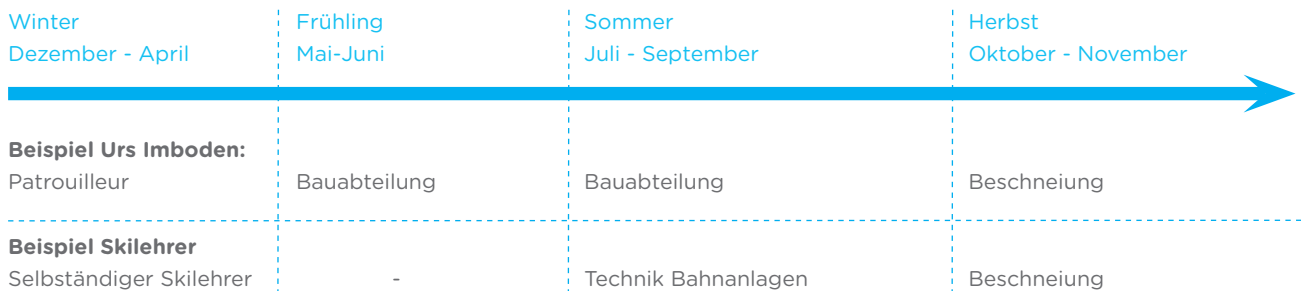 Winter
Dezember - April
Frühling
Mai-Juni
Sommer
Juli - September
Herbst
Oktober - November
Beispiel Urs Imboden:
Patrouilleur
Bauabteilung
Bauabteilung
Beschneiung
Beispiel Skilehrer
Selbständiger Skilehrer
-
Technik Bahnanlagen
Beschneiung